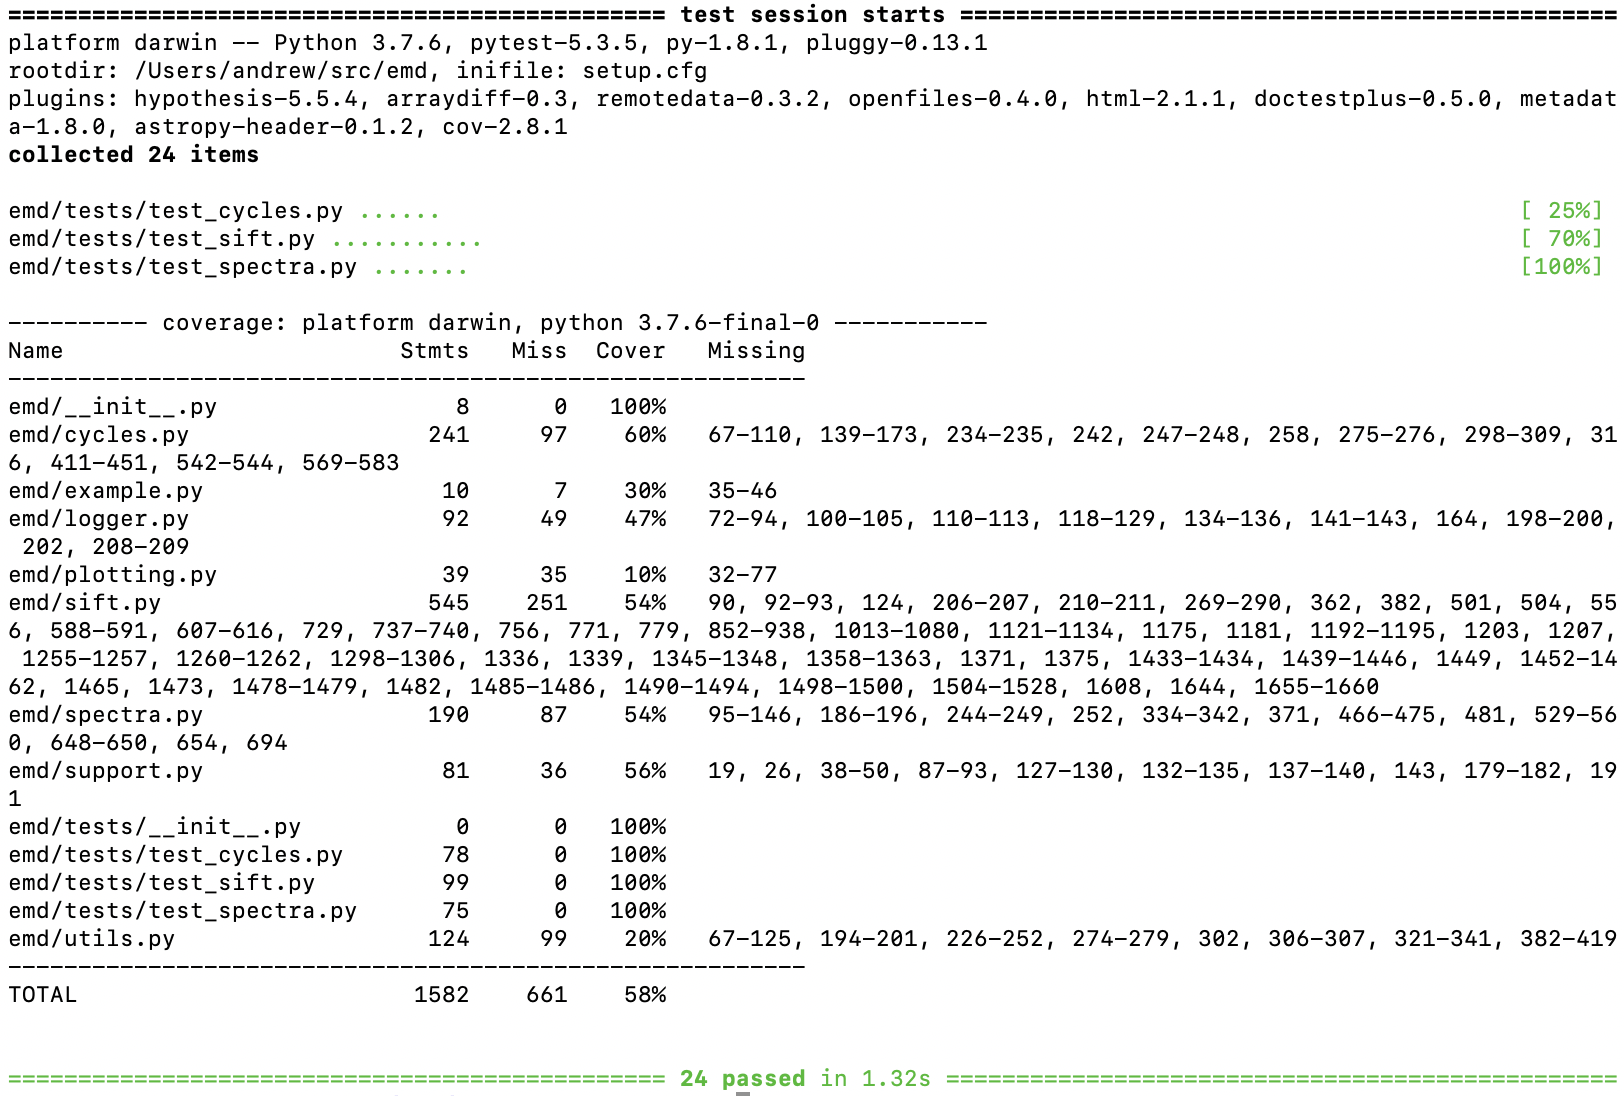 =============================================== test session starts ===============================================
platform darwin -- Python 3.7.6, pytest-5.3.5, py-1.8.1, pluggy-0.13.1
rootdir: /Users/andrew/src/emd, inifile: setup.cfg
plugins: hypothesis-5.5.4, arraydiff-0.3, remotedata-0.3.2, openfiles-0.4.0, html-2.1.1, doctestplus-0.5.0, metadat
a-1.8.0, astropy-header-0.1.2, cov-2.8.1
collected 24 items

emd/tests/test_cycles.py ......                                                                             [ 25%]
emd/tests/test_sift.py ...........                                                                          [ 70%]
emd/tests/test_spectra.py .......                                                                           [100%]

---------- coverage: platform darwin, python 3.7.6-final-0 -----------
Name                        Stmts   Miss  Cover   Missing
---------------------------------------------------------
emd/__init__.py                 8      0   100%
emd/cycles.py                 241     97    60%   67-110, 139-173, 234-235, 242, 247-248, 258, 275-276, 298-309, 31
6, 411-451, 542-544, 569-583
emd/example.py                 10      7    30%   35-46
emd/logger.py                  92     49    47%   72-94, 100-105, 110-113, 118-129, 134-136, 141-143, 164, 198-200,
 202, 208-209
emd/plotting.py                39     35    10%   32-77
emd/sift.py                   545    251    54%   90, 92-93, 124, 206-207, 210-211, 269-290, 362, 382, 501, 504, 55
6, 588-591, 607-616, 729, 737-740, 756, 771, 779, 852-938, 1013-1080, 1121-1134, 1175, 1181, 1192-1195, 1203, 1207,
 1255-1257, 1260-1262, 1298-1306, 1336, 1339, 1345-1348, 1358-1363, 1371, 1375, 1433-1434, 1439-1446, 1449, 1452-14
62, 1465, 1473, 1478-1479, 1482, 1485-1486, 1490-1494, 1498-1500, 1504-1528, 1608, 1644, 1655-1660
emd/spectra.py                190     87    54%   95-146, 186-196, 244-249, 252, 334-342, 371, 466-475, 481, 529-56
0, 648-650, 654, 694
emd/support.py                 81     36    56%   19, 26, 38-50, 87-93, 127-130, 132-135, 137-140, 143, 179-182, 19
1
emd/tests/__init__.py           0      0   100%
emd/tests/test_cycles.py       78      0   100%
emd/tests/test_sift.py         99      0   100%
emd/tests/test_spectra.py      75      0   100%
emd/utils.py                  124     99    20%   67-125, 194-201, 226-252, 274-279, 302, 306-307, 321-341, 382-419
---------------------------------------------------------
TOTAL                        1582    661    58%

=============================================== 24 passed in 1.32s ================================================